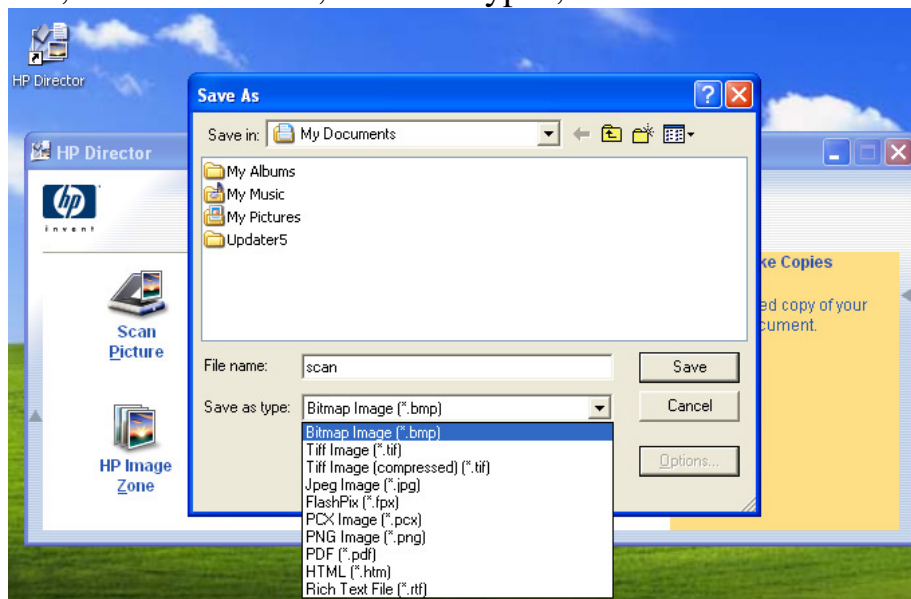 HP Director
Save As
Save in: My Documents
HP Director
My Albums
My Music
My Pictures
Updater5
hp
invent
Copies
copy of your
Scan
Picture
File name: scan Save
Save as type: Bitmap Image (*.bmp) Cancel
Bitmap Image (*.bmp)
Tiff Image (*.tif)
Tiff Image (compressed) (*.tif)
Options...
Jpeg Image (*.jpg)
FlashPix (*.fpx)
PCX Image (*.pcx)
PNG Image (*.png)
PDF (*.pdf)
HTML (*.htm)
Rich Text File (*.rtf)
HP Image
Zone